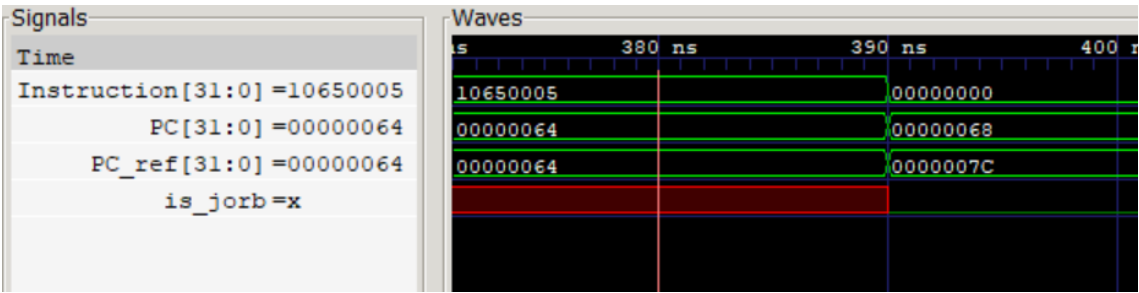 Signals
Time
Instruction[31:0]=10650005
PC[31:0]=00000064
PC_ref[31:0]=00000064
is_jorb=x
Waves
s 380 ns 390 ns 400
10650005 00000000
00000064 00000068
00000064 0000007C